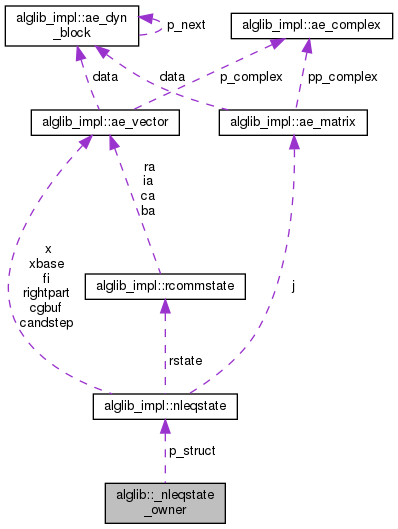 alglib_impl::ae_dyn
_block
p_next
alglib_impl::ae_complex
data
data
p_complex
pp_complex
alglib_impl::ae_vector
alglib_impl::ae_matrix
ra
ia
ca
ba
x
xbase
fi
rightpart
cgbuf
candstep
alglib_impl::rcommstate
j
rstate
alglib_impl::nleqstate
p_struct
alglib::_nleqstate
_owner